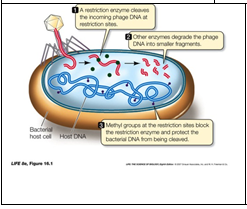 1 A restriction enzyme cleaves
the incoming phage DNA at
restriction sites.
2 Other enzymes degrade the phage
DNA into smaller fragments.
Bacterial
host cell
Host DNA
3 Methyl groups at the restriction sites block
the restriction enzyme and protect the
bacterial DNA from being cleaved.
LIFE 8e, Figure 16.1